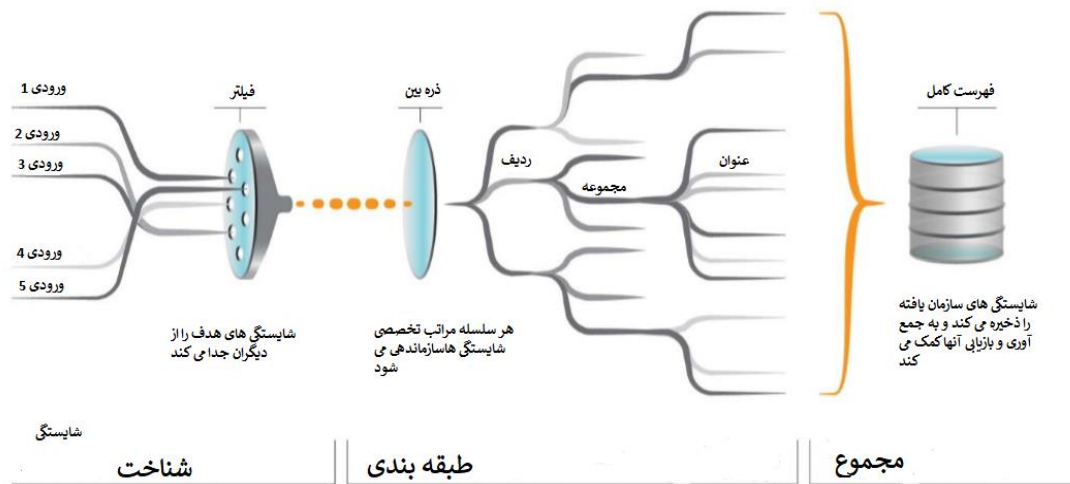 ورودی 1
ورودی 2
ورودی 3
ورودی 4
ورودی 5
فیلتر
شایستگی های هدف را از
دیگران جدا می کند
ذره بین
هر سلسله مراتب تخصصی
شایستگی هاسازماندهی می
شود
ردیف
مجموعه
عنوان
فهرست کامل
شایستگی های سازمان یافته
را ذخیره می کند و به جمع
آوری و بازیابی آنها کمک می
کند
شایستگی
شناخت
طبقه بندی
مجموع